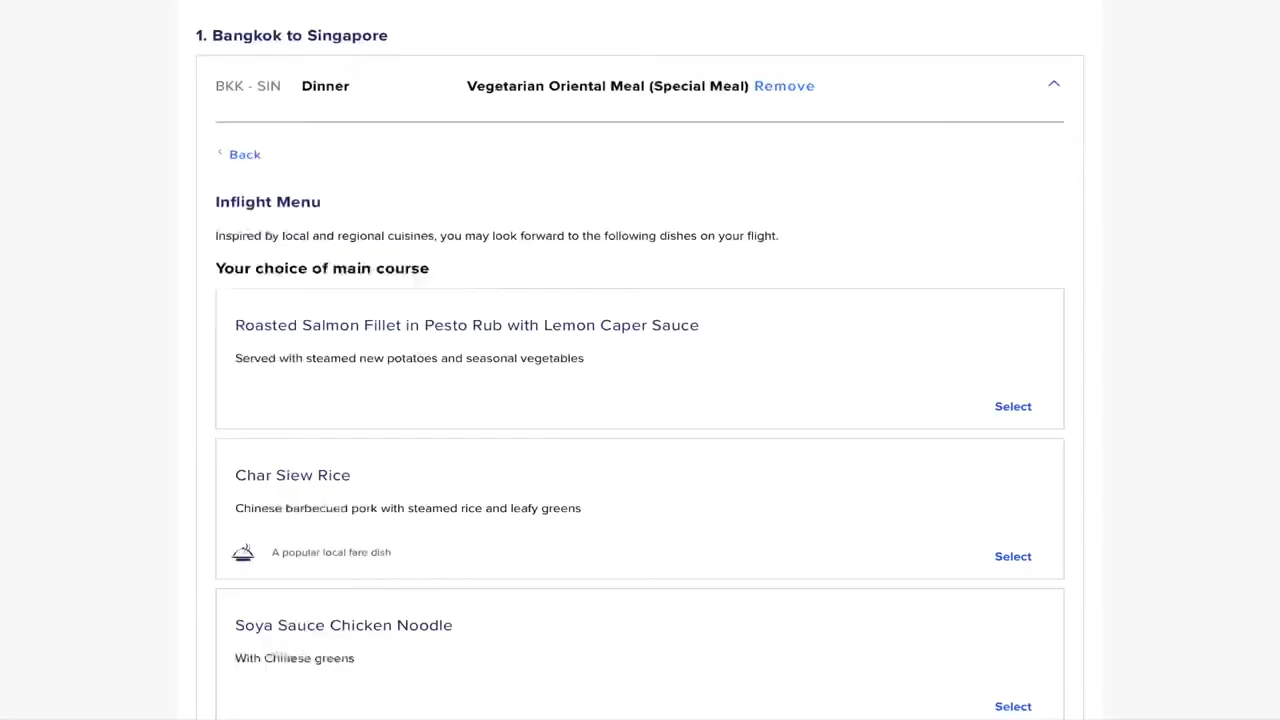 1. Bangkok to Singapore
BKK - SIN Dinner Vegetarian Oriental Meal (Special Meal) Remove
Back
Inflight Menu
Inspired by local and regional cuisines, you may look forward to the following dishes on your flight.
Your choice of main course
Roasted Salmon Fillet in Pesto Rub with Lemon Caper Sauce
Served with steamed new potatoes and seasonal vegetables
Select
Char Siew Rice
Chinese barbecued pork with steamed rice and leafy greens
A popular local fare dish
Select
Soya Sauce Chicken Noodle
With Chinese greens
Select